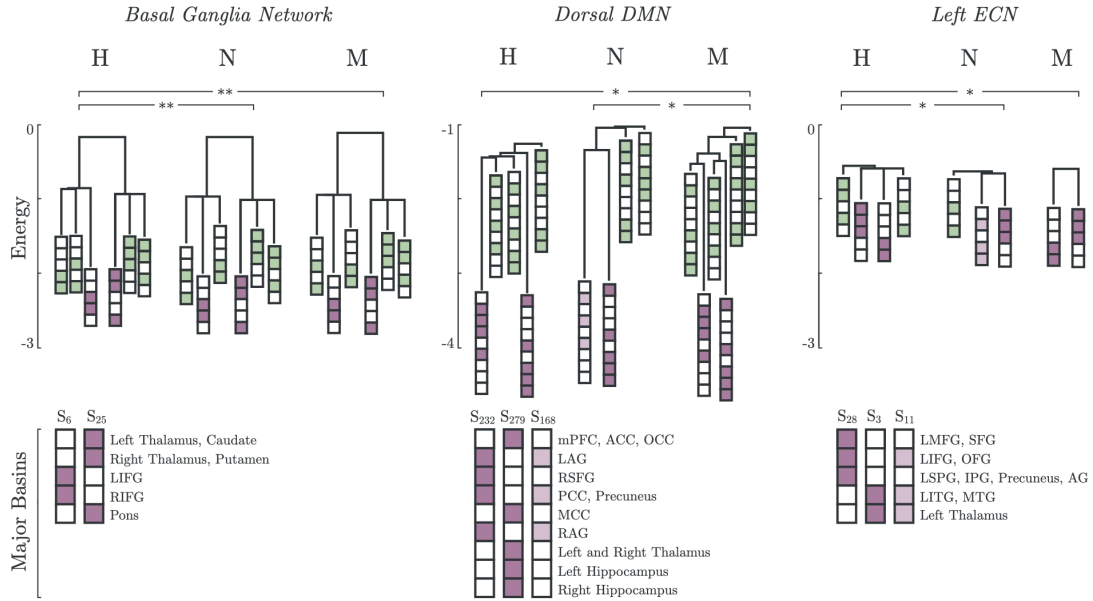 Basal Ganglia Network
Dorsal DMN
Left ECN
H N M
H N M
H N M
**
**
*
*
*
*
0
-3
-1
-4
0
-3
Energy
Major Basins
S6 S25
Left Thalamus, Caudate
Right Thalamus, Putamen
LIFG
RIFG
Pons
S232 S279 S168
mPFC, ACC, OCC
LAG
RSFG
PCC, Precuneus
MCC
RAG
Left and Right Thalamus
Left Hippocampus
Right Hippocampus
S28 S3 S11
LMFG, SFG
LIFG, OFG
LSPG, IPG, Precuneus, AG
LITG, MTG
Left Thalamus